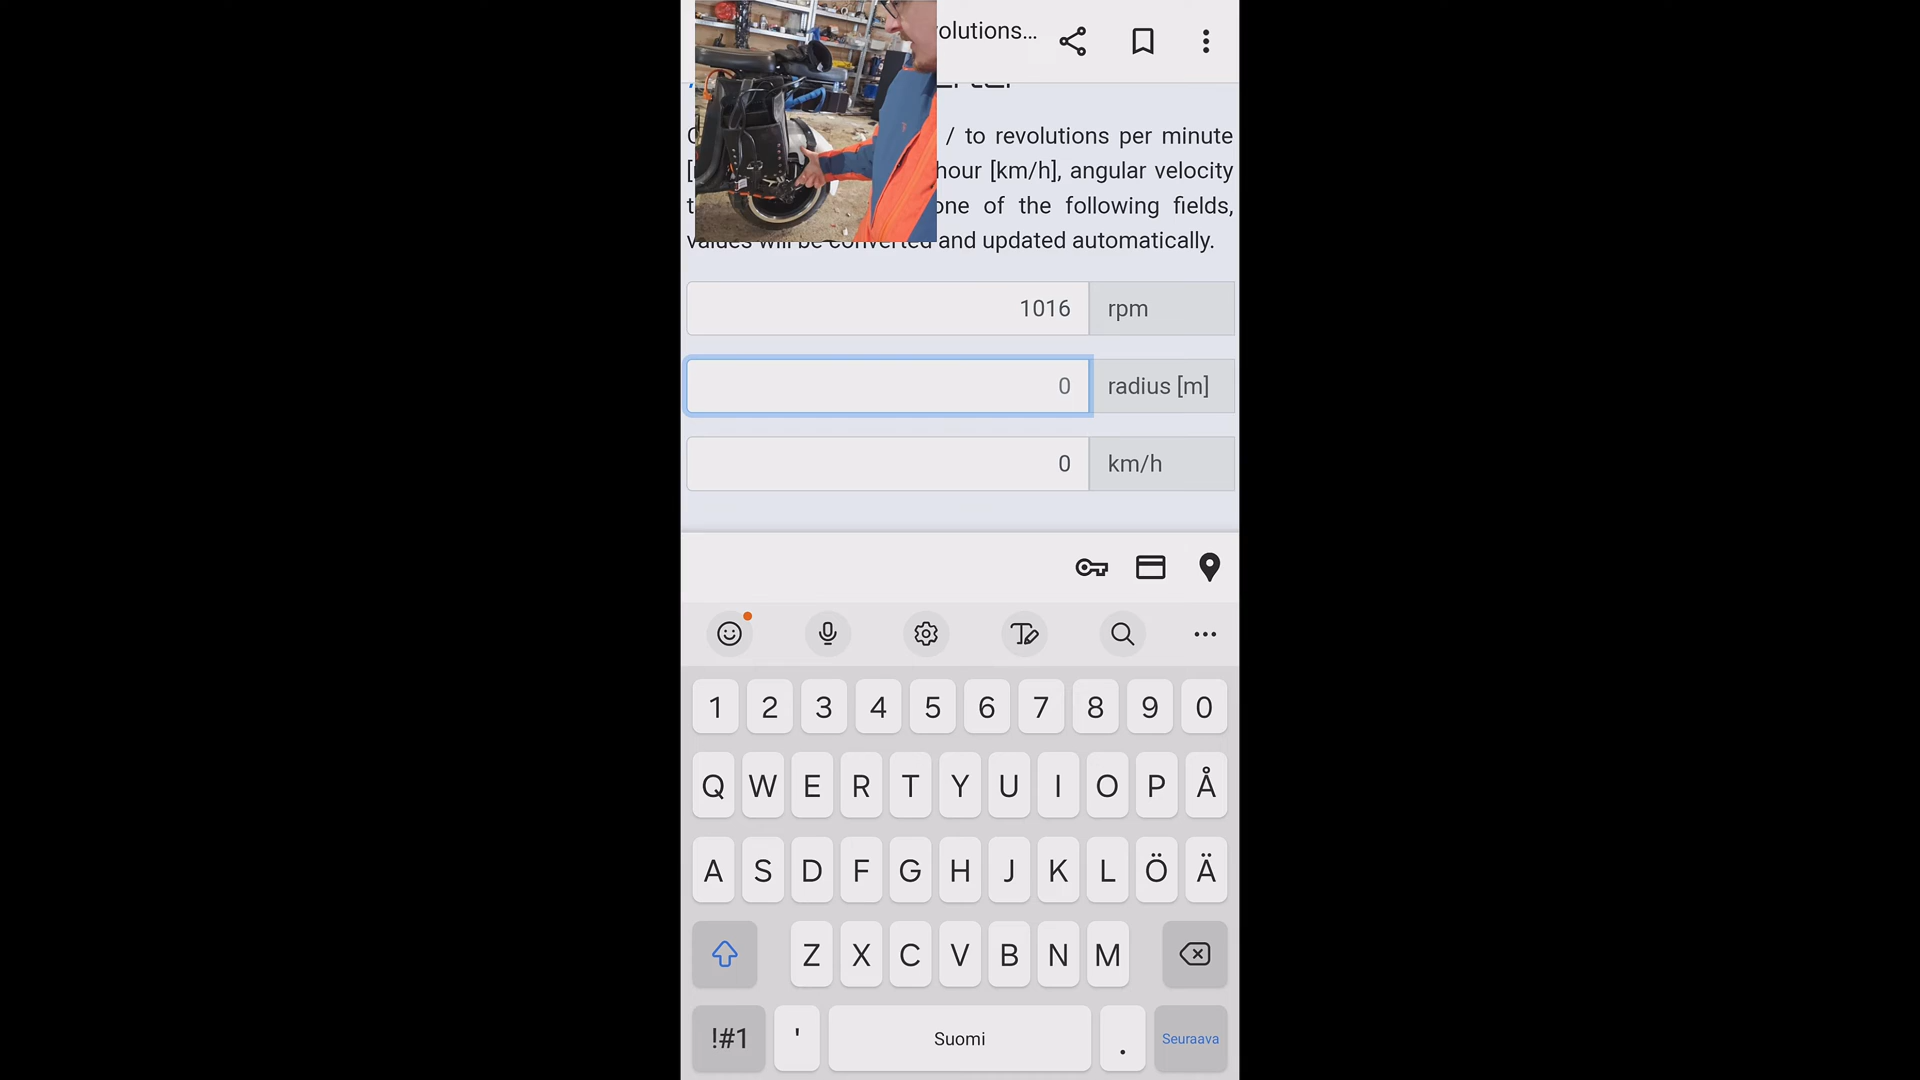 olutions...
/ to revolutions per minute
hour [km/h], angular velocity
one of the following fields,
values will be converted and updated automatically.
1016 rpm
0 radius [m]
0 km/h
1 2 3 4 5 6 7 8 9 0
Q W E R T Y U I O P Å
A S D F G H J K L Ö Ä
Z X C V B N M
!#1 ' Suomi . Seuraava